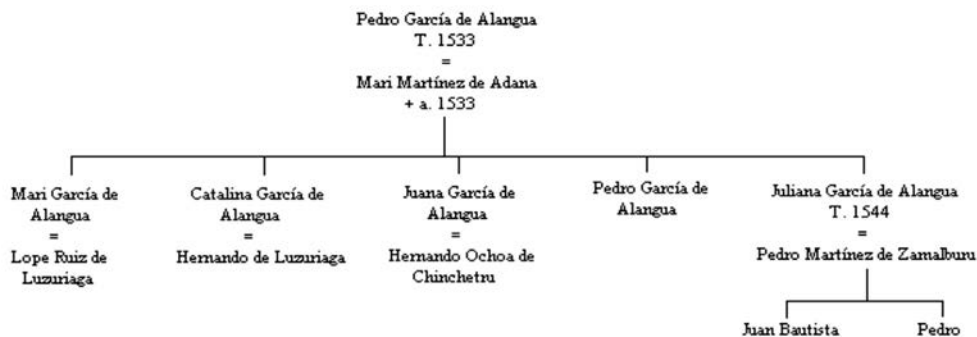 Pedro García de Alangua
T. 1533
=
Mari Martínez de Adana
+ a. 1533
Mari García de
Alangua
=
Lope Ruiz de
Luzuriaga
Catalina García de
Alangua
=
Hernando de Luzuriaga
Juana García de
Alangua
=
Hernando Ochoa de
Chinchetru
Pedro García de
Alangua
Juliana García de Alangua
T. 1544
=
Pedro Martínez de Zamalburu
Juan Bautista
Pedro